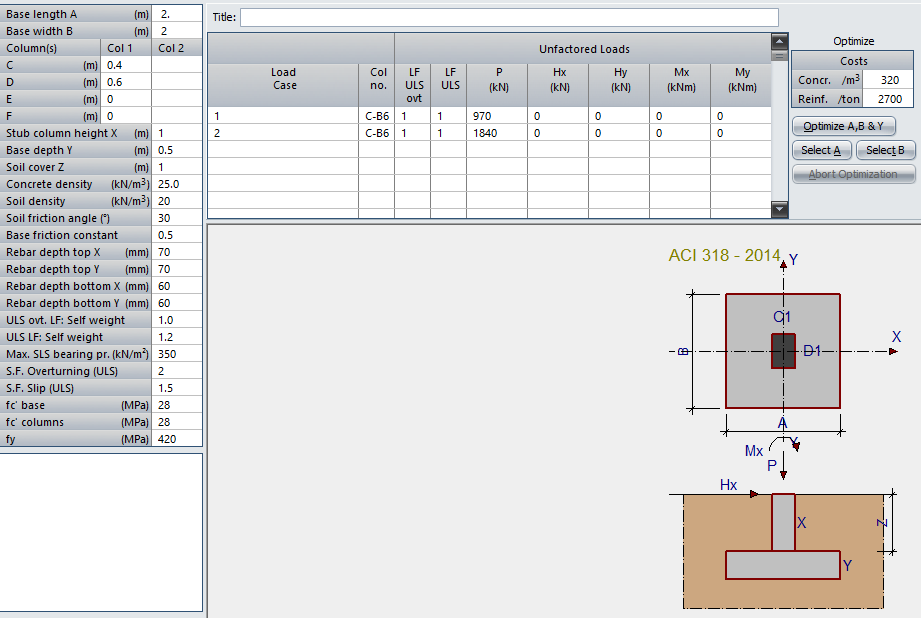 Base length A (m) 2.
Base width B (m) 2
Column(s) Col 1 Col 2
C (m) 0.4
D (m) 0.6
E (m) 0
F (m) 0
Stub column height X (m) 1
Base depth Y (m) 0.5
Soil cover Z (m) 1
Concrete density (kN/m³) 25.0
Soil density (kN/m³) 20
Soil friction angle (°) 30
Base friction constant 0.5
Rebar depth top X (mm) 70
Rebar depth top Y (mm) 70
Rebar depth bottom X (mm) 60
Rebar depth bottom Y (mm) 60
ULS ovt. LF: Self weight 1.0
ULS LF: Self weight 1.2
Max. SLS bearing pr. (kN/m²) 350
S.F. Overturning (ULS) 2
S.F. Slip (ULS) 1.5
fc' base (MPa) 28
fc' columns (MPa) 28
fy (MPa) 420
Title:
Unfactored Loads
Load Case Col no. LF ULS ovt LF ULS P (kN) Hx (kN) Hy (kN) Mx (kNm) My (kNm)
1 C-B6 1 1 970 0 0 0 0
2 C-B6 1 1 1840 0 0 0 0
Optimize
Costs
Concr. /m³ 320
Reinf. /ton 2700
Optimize A,B & Y
Select A Select B
Abort Optimization
ACI 318 - 2014
Y
C1
X
B
D1
A
Y
Mx
P
Hx
X
Z
Y